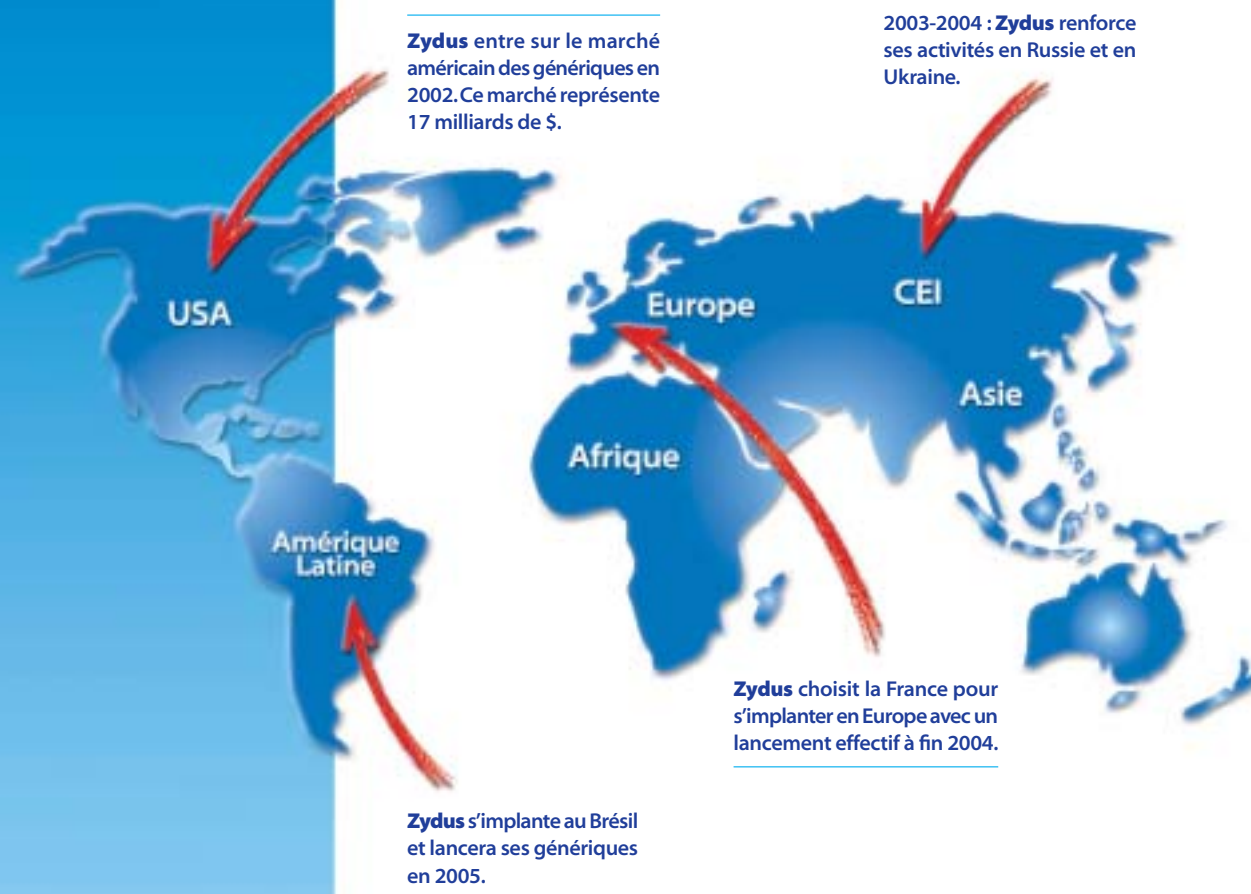 Zydus entre sur le marché
américain des génériques en
2002. Ce marché représente
17 milliards de $.
2003-2004 : Zydus renforce
ses activités en Russie et en
Ukraine.
USA
Europe
CEI
Asie
Afrique
Amérique
Latine
Zydus choisit la France pour
s'implanter en Europe avec un
lancement effectif à fin 2004.
Zydus s'implante au Brésil
et lancera ses génériques
en 2005.